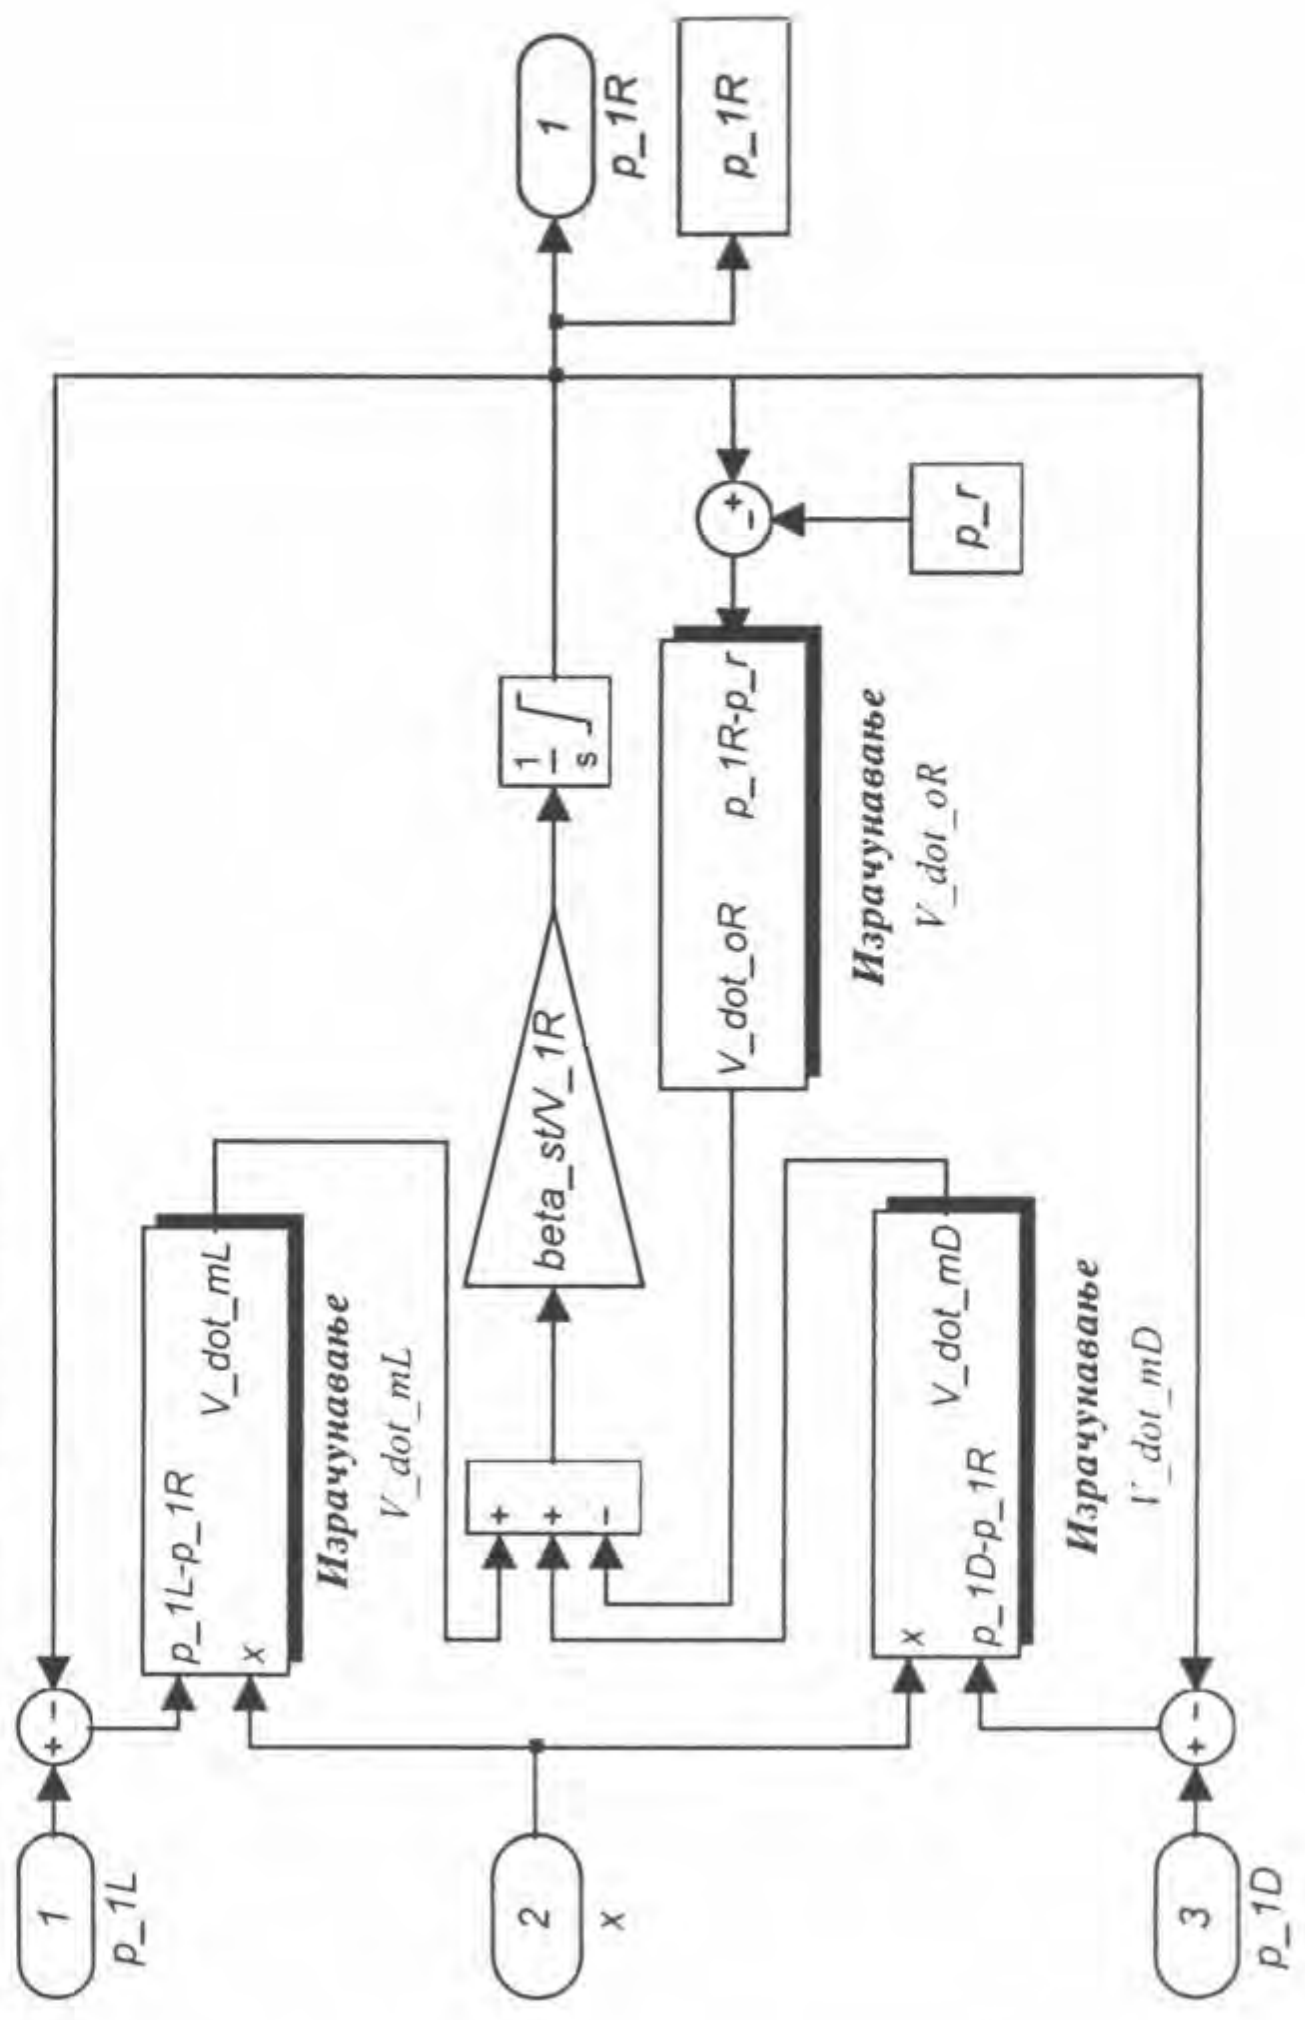 1
p_1L
+
-
p_1L-p_1R
V_dot_mL
x
Израчунавање
V_dot_mL
2
x
+
+
-
beta_st/V_1R
1
s
1
p_1R
p_1R
V_dot_oR
p_1R-p_r
Израчунавање
V_dot_oR
-
+
p_r
x
V_dot_mD
p_1D-p_1R
Израчунавање
V_dot_mD
3
p_1D
+
-